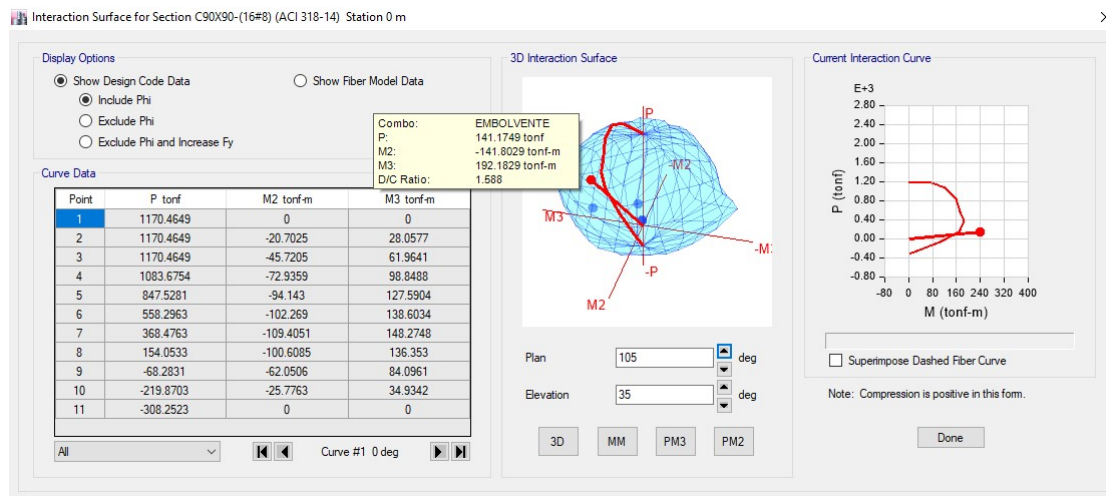 Interaction Surface for Section C90X90-(16#8) (ACI 318-14) Station 0 m
Display Options
Show Design Code Data
Show Fiber Model Data
Include Phi
Exclude Phi
Exclude Phi and Increase Fy
Combo: EMBOLVENTE
P: 141.1749 tonf
M2: -141.8029 tonf-m
M3: 192.1829 tonf-m
D/C Ratio: 1.588
Curve Data
Point P tonf M2 tonf-m M3 tonf-m
1 1170.4649 0 0
2 1170.4649 -20.7025 28.0577
3 1170.4649 -45.7205 61.9641
4 1083.6754 -72.9359 98.8488
5 847.5281 -94.143 127.5904
6 558.2963 -102.269 138.6034
7 368.4763 -109.4051 148.2748
8 154.0533 -100.6085 136.353
9 -68.2831 -62.0506 84.0961
10 -219.8703 -25.7763 34.9342
11 -308.2523 0 0
All
Curve #1 0 deg
3D Interaction Surface
P
-M2
M3
-M
-P
M2
Plan 105 deg
Elevation 35 deg
3D MM PM3 PM2
Current Interaction Curve
E+3
2.80
2.40
2.00
1.60
1.20
0.80
0.40
0.00
-0.40
-0.80
P (tonf)
-80 0 80 160 240 320 400
M (tonf-m)
Superimpose Dashed Fiber Curve
Note: Compression is positive in this form.
Done